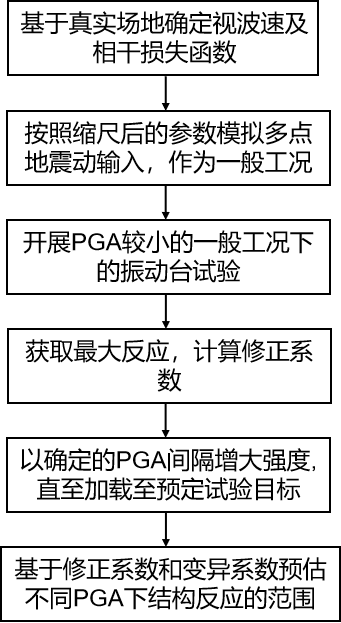 基于真实场地确定视波速及
相干损失函数
按照缩尺后的参数模拟多点
地震动输入，作为一般工况
开展PGA较小的一般工况下
的振动台试验
获取最大反应，计算修正系
数
以确定的PGA间隔增大强度,
直至加载至预定试验目标
基于修正系数和变异系数预估
不同PGA下结构反应的范围